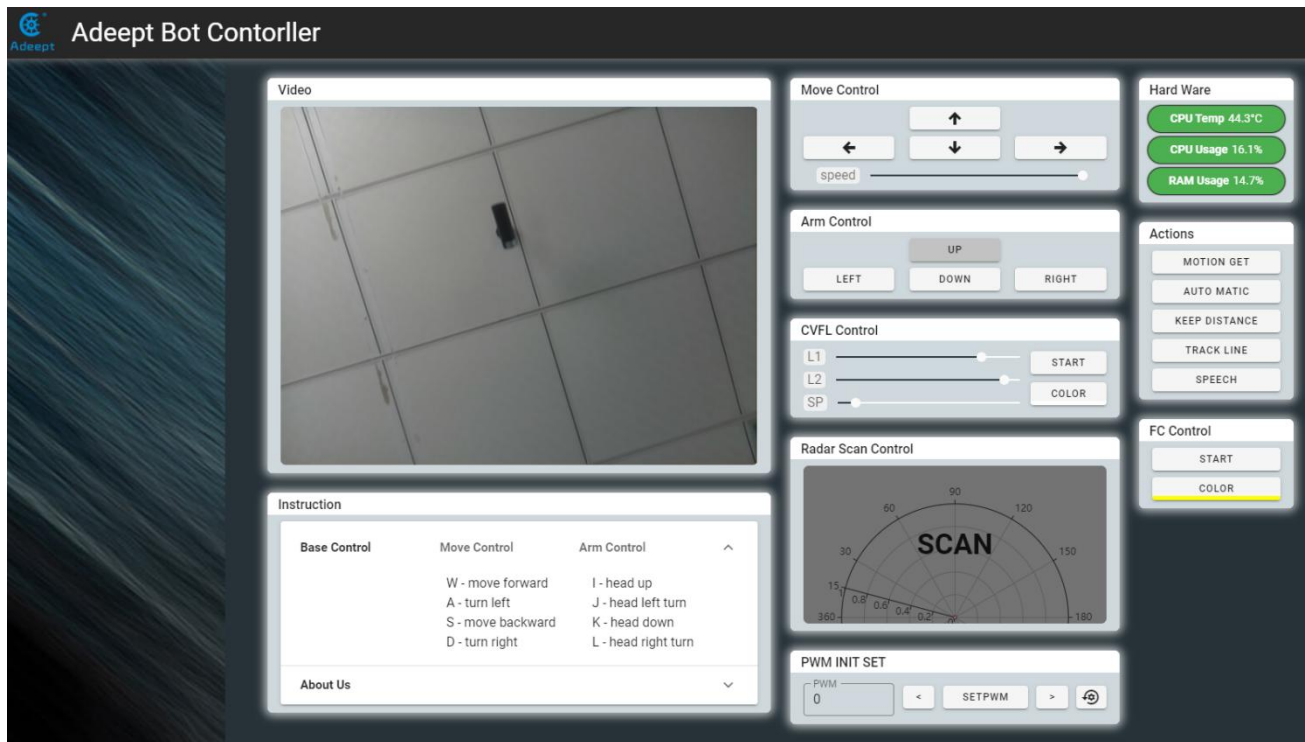 Adeept
Adeept Bot Contorller
Video
Instruction
Base Control Move Control Arm Control
W - move forward I - head up
A - turn left J - head left turn
S - move backward K - head down
D - turn right L - head right turn
About Us
Move Control
speed
Arm Control
UP
LEFT DOWN RIGHT
CVFL Control
L1
START
L2
COLOR
SP
Radar Scan Control
90
60 120
SCAN
30 150
15
1 0.8 0.6 0.4 0.2
360 180
PWM INIT SET
PWM
0 < SETPWM >
Hard Ware
CPU Temp 44.3°C
CPU Usage 16.1%
RAM Usage 14.7%
Actions
MOTION GET
AUTO MATIC
KEEP DISTANCE
TRACK LINE
SPEECH
FC Control
START
COLOR